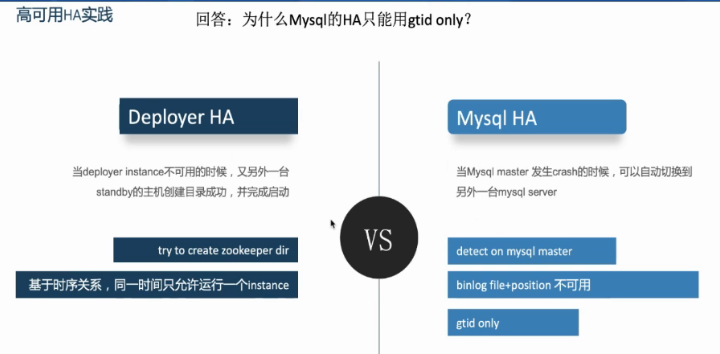 高可用HA实践
回答：为什么Mysql的HA只能用gtid only？
Deployer HA
当deployer instance不可用的时候，又另外一台
standby的主机创建目录成功，并完成启动
try to create zookeeper dir
基于时序关系，同一时间只允许运行一个instance
VS
Mysql HA
当Mysql master 发生crash的时候，可以自动切换到
另外一台mysql server
detect on mysql master
binlog file+position 不可用
gtid only